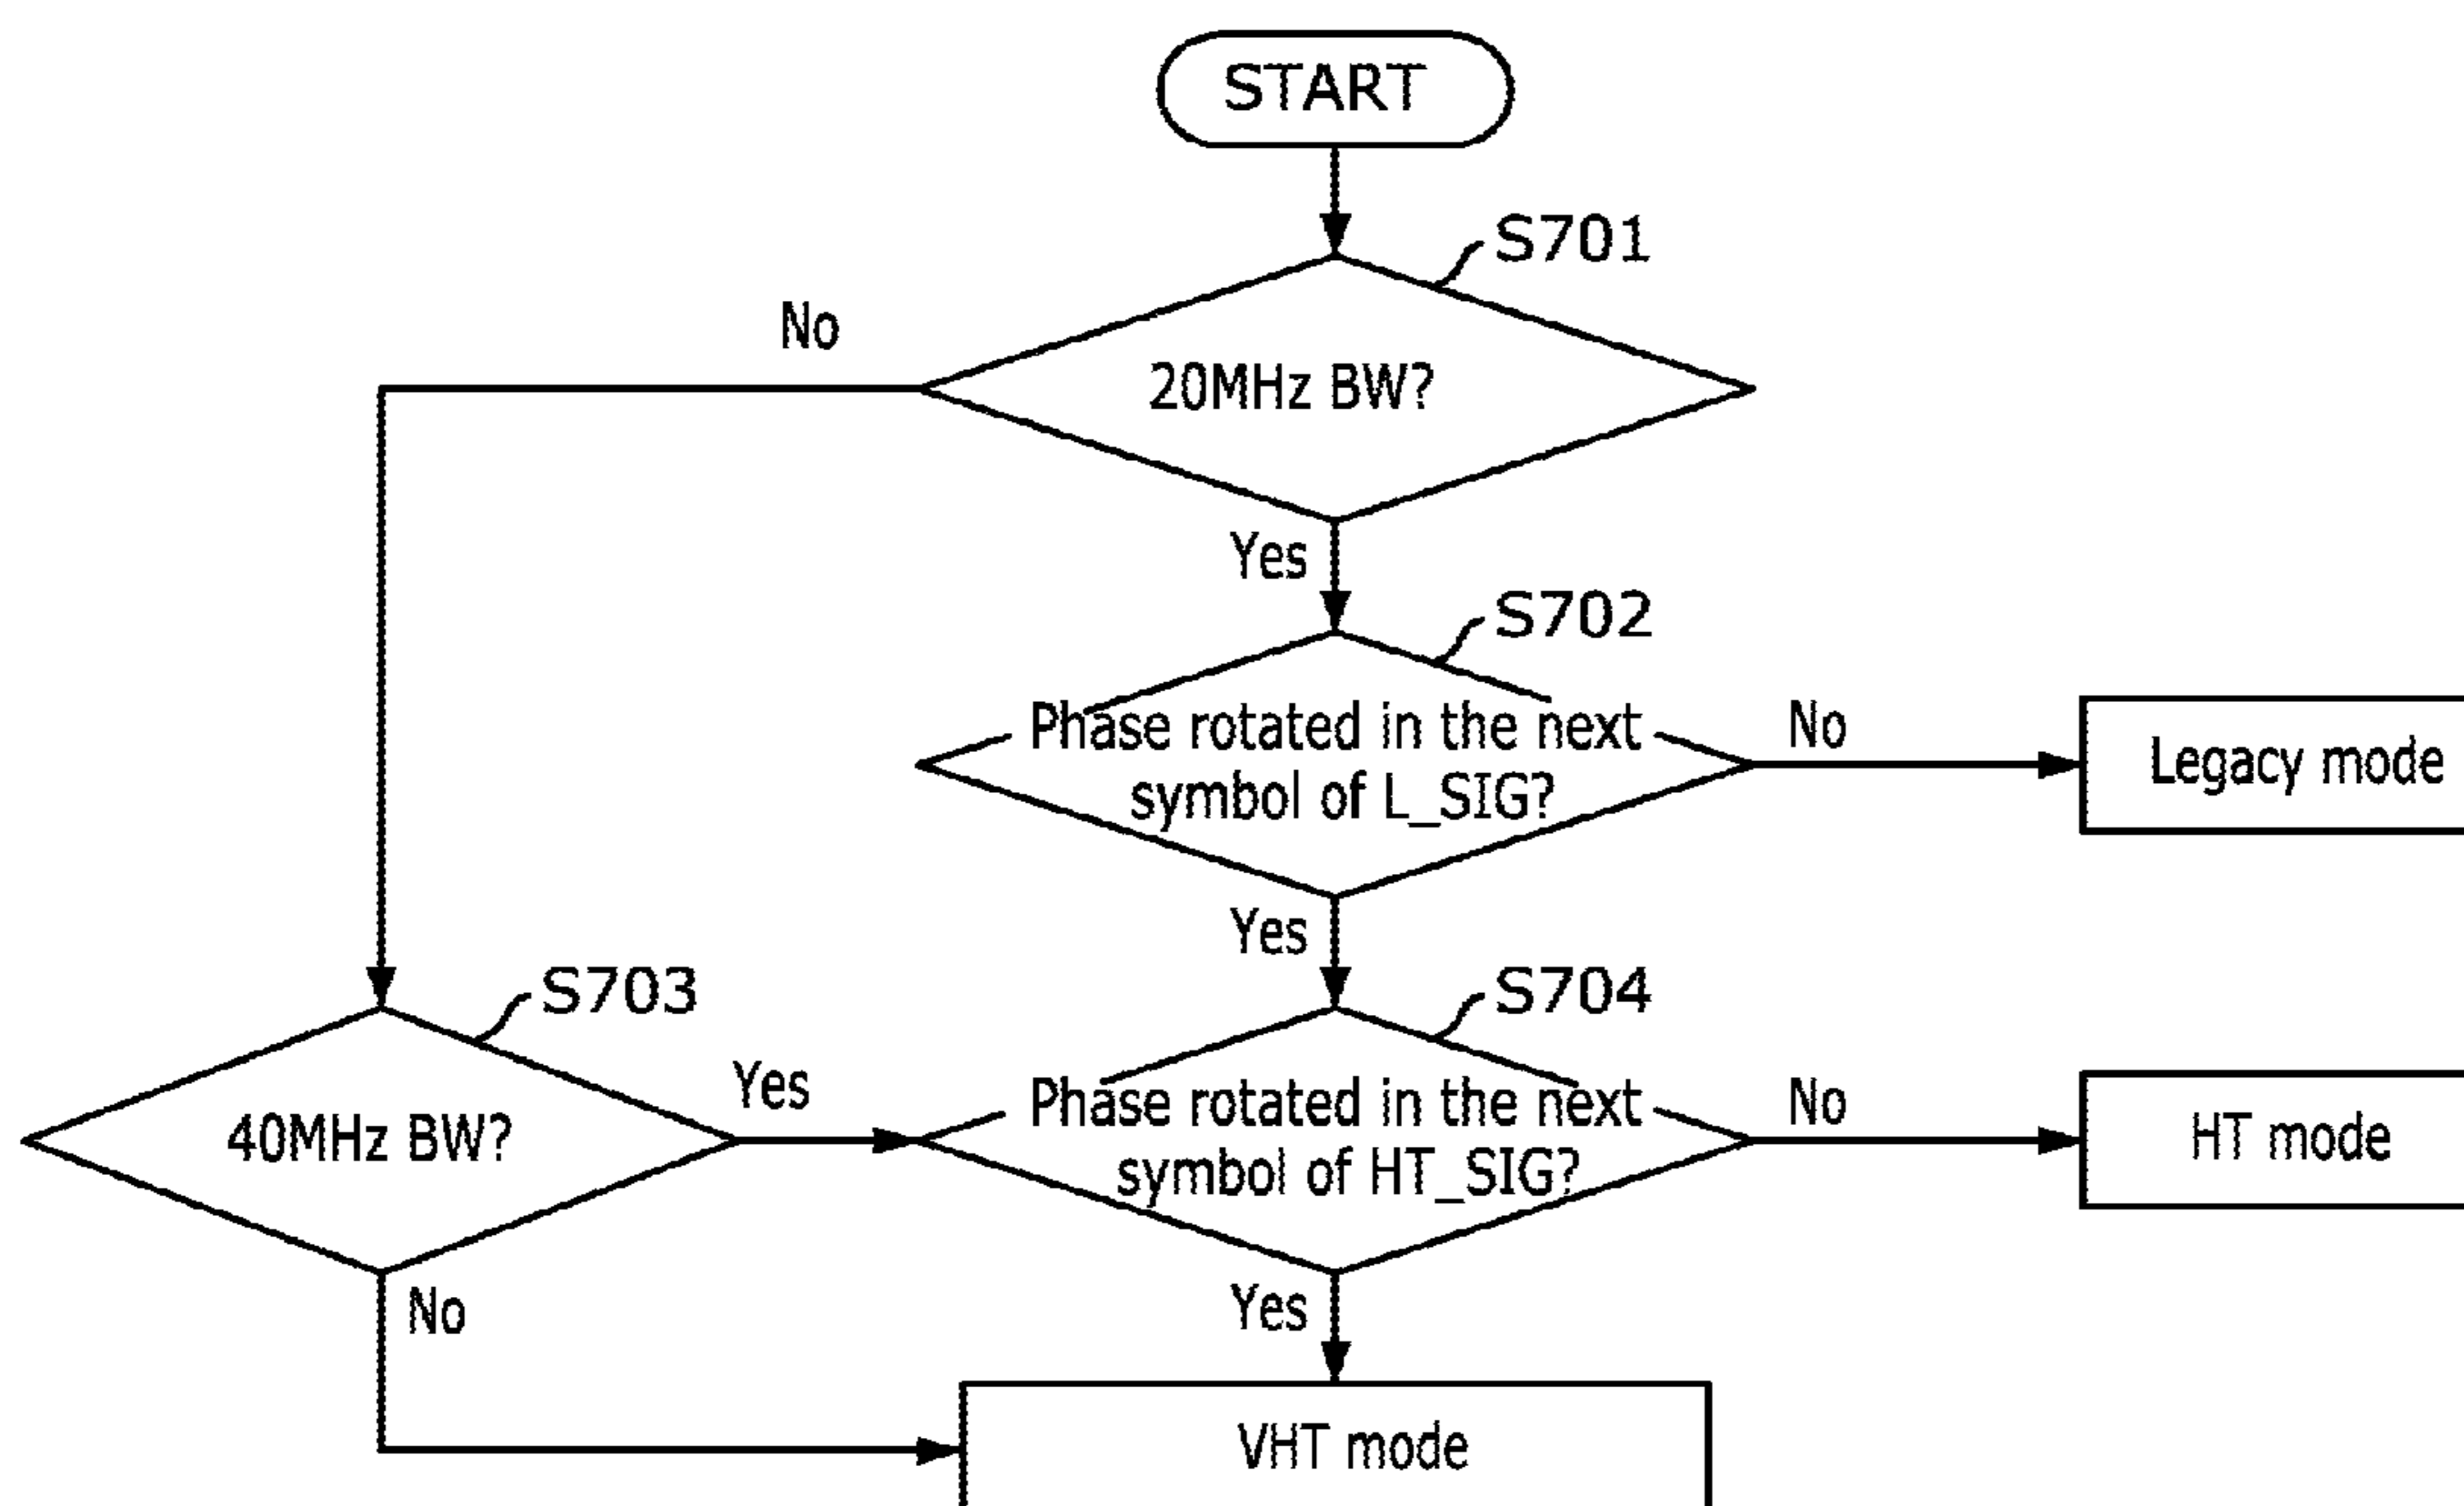 START
S701
No
20MHz BW?
Yes
S702
Phase rotated in the next
symbol of L_SIG?
No
Legacy mode
Yes
S703
S704
40MHz BW?
Yes
Phase rotated in the next
symbol of HT_SIG?
No
HT mode
No
Yes
VHT mode